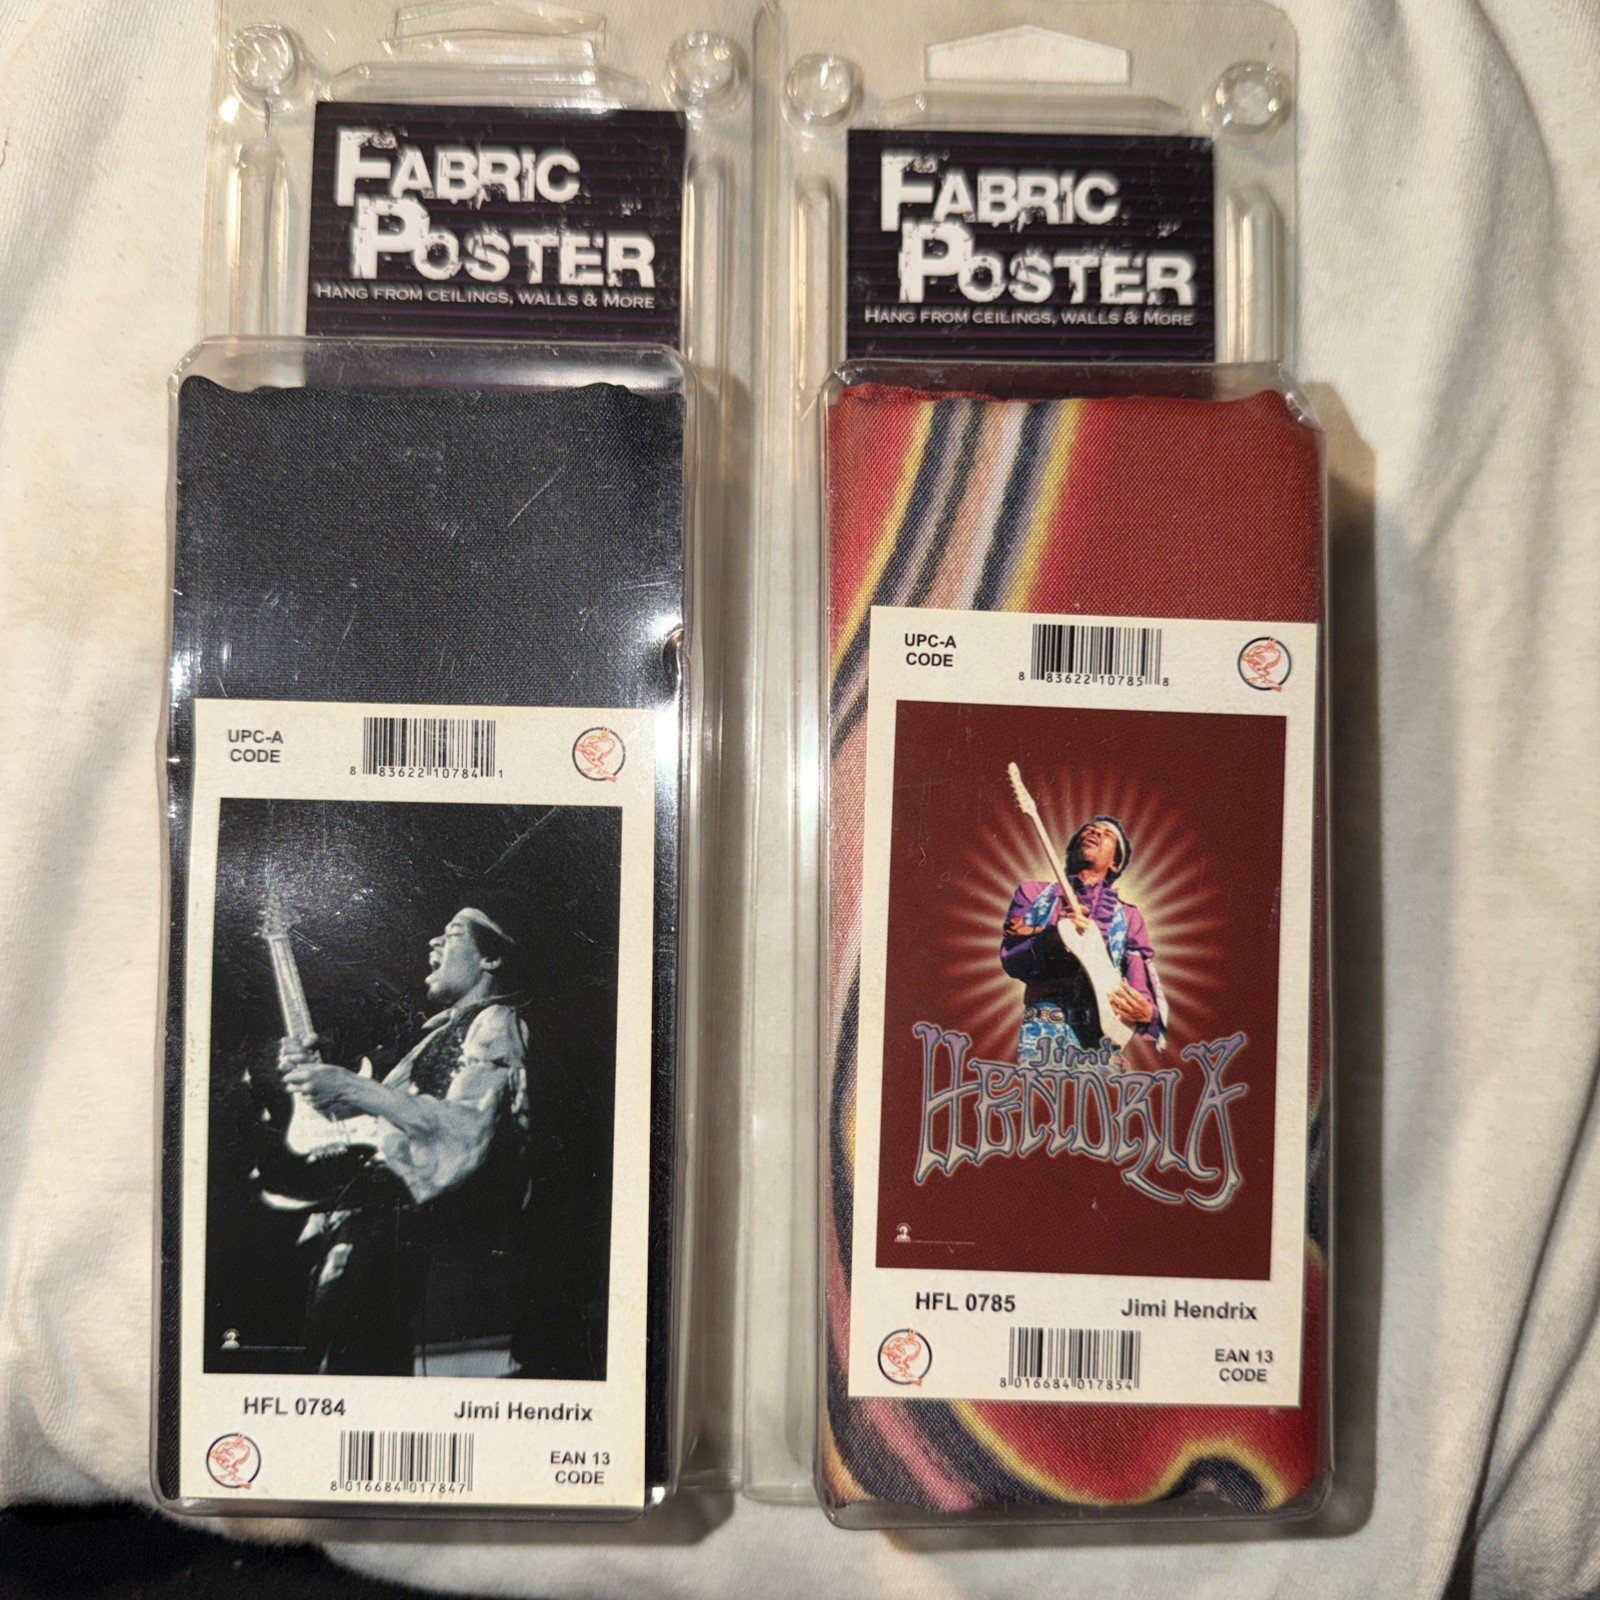 FABRIC
POSTER
HANG FROM CEILINGS, WALLS & MORE
UPC-A
CODE
8 83622 10784 1
HFL 0784 Jimi Hendrix
EAN 13
CODE
8 016684 017847
FABRIC
POSTER
HANG FROM CEILINGS, WALLS & MORE
UPC-A
CODE
8 83622 10785 8
Jimi
HENDRIX
HFL 0785 Jimi Hendrix
EAN 13
CODE
8 016684 017854